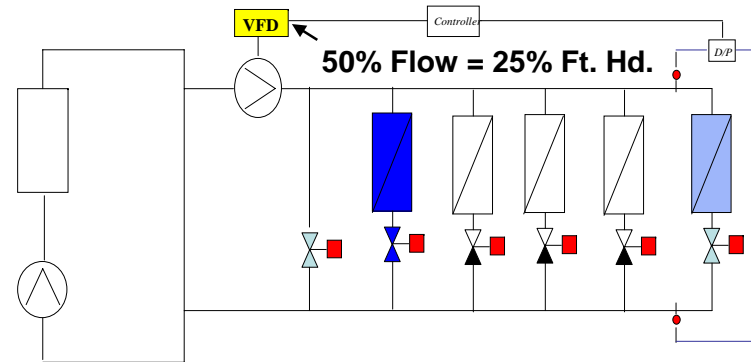 VFD
Controller
D/P
50% Flow = 25% Ft. Hd.